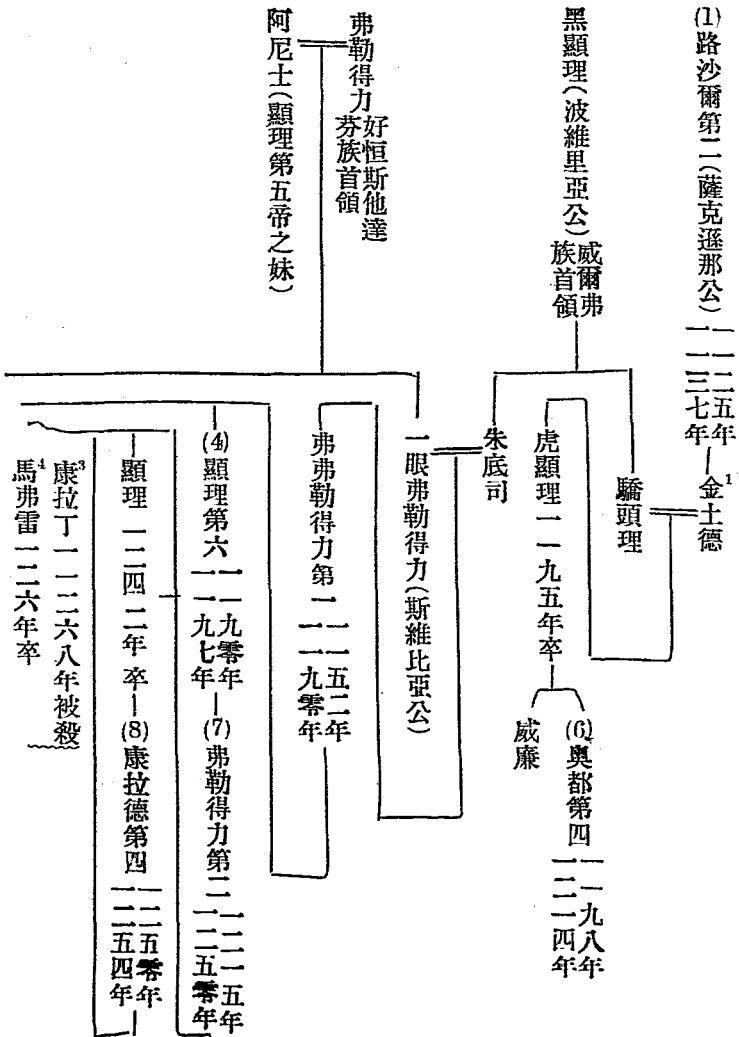 (1)路沙爾第二(薩克遜那公)一一二五年
一一三七年
金¹土德
驕頭理
黑顯理(波維里亞公)威爾弗
族首領
虎顯理一一九五年卒
(6)奧都第四一一九八年
一二一四年
威廉
朱底司
弗勒得力好恒斯他達
芬族首領
阿尼士(顯理第五帝之妹)
一眼弗勒得力(斯維比亞公)
弗弗勒得力第一一一五二年
一一九零年
(4)顯理第六一一九零年
一一九七年
(7)弗勒得力第二一二一五年
一二五零年
顯理一二四二年卒
(8)康拉德第四一二五零年
一二五四年
康³拉丁一一二六八年被殺
馬⁴弗雷一二六年卒